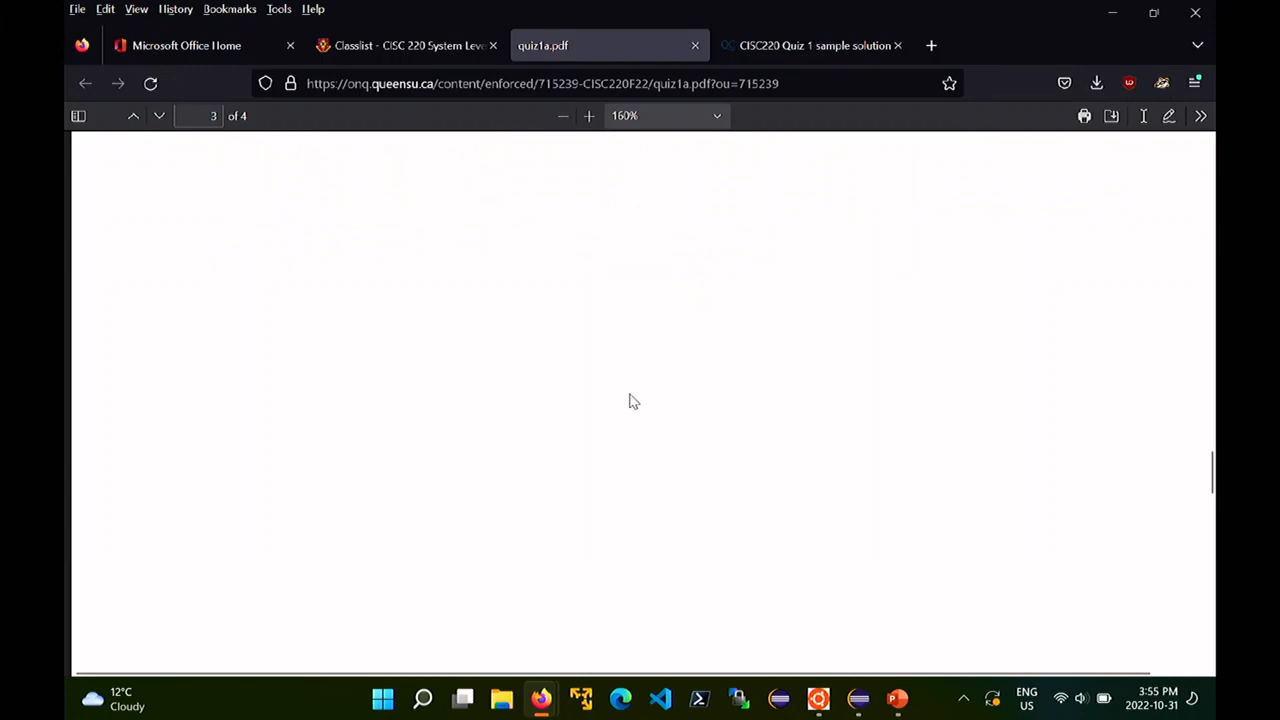 File Edit View History Bookmarks Tools Help
Microsoft Office Home
Classlist - CISC 220 System Leve
quiz1a.pdf
CISC220 Quiz 1 sample solution
https://onq.queensu.ca/content/enforced/715239-CISC220F22/quiz1a.pdf?ou=715239
3 of 4
160%
12°C
Cloudy
ENG
US
3:55 PM
2022-10-31